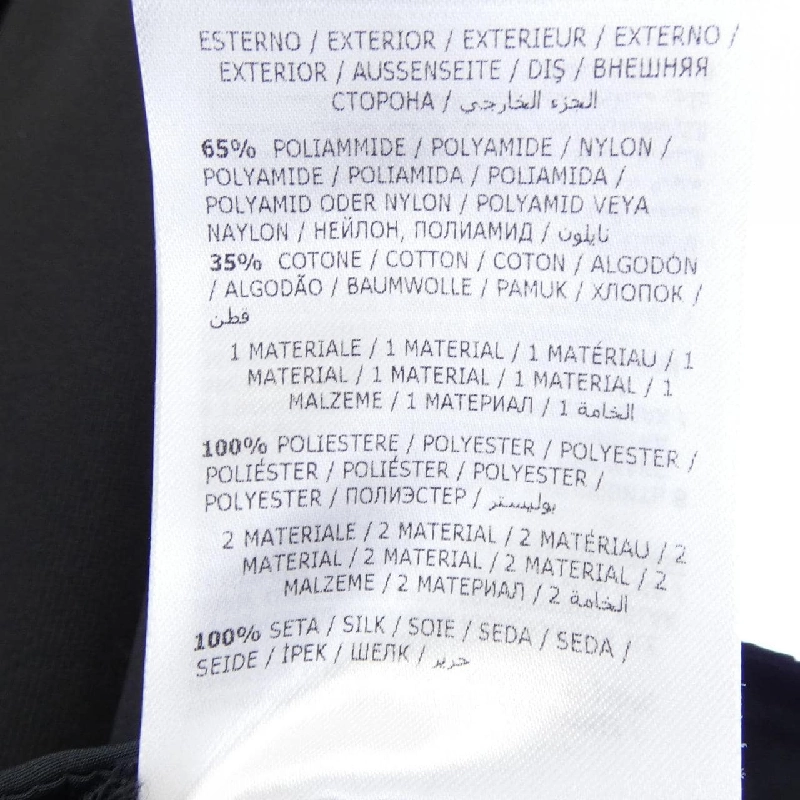 ESTERNO / EXTERIOR / EXTERIEUR / EXTERNO /
EXTERIOR / AUSSENSEITE / DIŞ / ВНЕШНЯЯ
СТОРОНА / الجزء الخارجي
65% POLIAMMIDE / POLYAMIDE / NYLON /
POLYAMIDE / POLIAMIDA / POLIAMIDA /
POLYAMID ODER NYLON / POLYAMID VEYA
NAYLON / НЕЙЛОН, ПОЛИАМИД / نايلون
35% COTONE / COTTON / COTON / ALGODÓN
/ ALGODÃO / BAUMWOLLE / PAMUK / ХЛОПОК /
قطن
1 MATERIALE / 1 MATERIAL / 1 MATÉRIAU / 1
MATERIAL / 1 MATERIAL / 1 MATERIAL / 1
MALZEME / 1 МАТЕРИАЛ / 1 الخامة
100% POLIESTERE / POLYESTER / POLYESTER /
POLIÉSTER / POLIÉSTER / POLYESTER /
POLYESTER / ПОЛИЭСТЕР / بوليستر
2 MATERIALE / 2 MATERIAL / 2 MATÉRIAU / 2
MATERIAL / 2 MATERIAL / 2 MATERIAL / 2
MALZEME / 2 МАТЕРИАЛ / 2 الخامة
100% SETA / SILK / SOIE / SEDA / SEDA /
SEIDE / İPEK / ШЕЛК / حرير